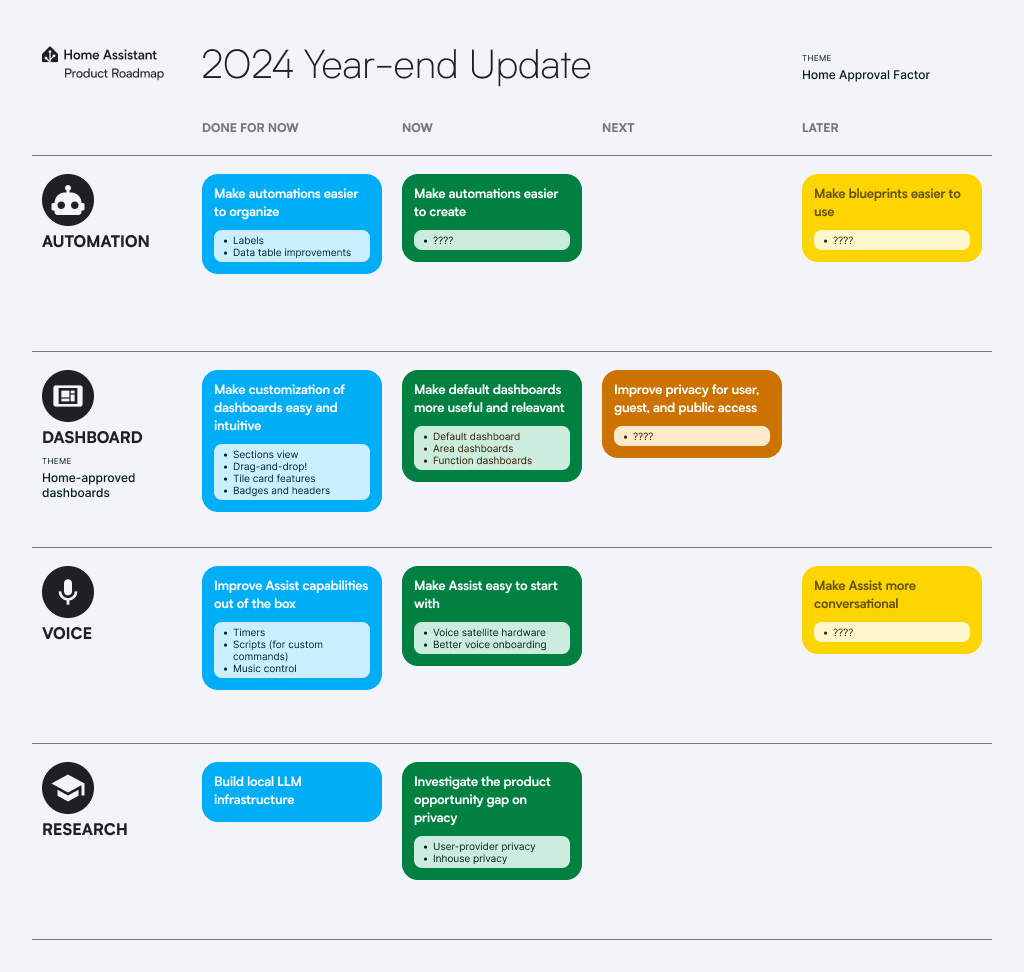 Home Assistant
Product Roadmap
2024 Year-end Update
THEME
Home Approval Factor
DONE FOR NOW
NOW
NEXT
LATER
AUTOMATION
Make automations easier
to organize
• Labels
• Data table improvements
Make automations easier
to create
• ????
Make blueprints easier to
use
• ????
DASHBOARD
THEME
Home-approved
dashboards
Make customization of
dashboards easy and
intuitive
• Sections view
• Drag-and-drop!
• Tile card features
• Badges and headers
Make default dashboards
more useful and releavant
• Default dashboard
• Area dashboards
• Function dashboards
Improve privacy for user,
guest, and public access
• ????
VOICE
Improve Assist capabilities
out of the box
• Timers
• Scripts (for custom
commands)
• Music control
Make Assist easy to start
with
• Voice satellite hardware
• Better voice onboarding
Make Assist more
conversational
• ????
RESEARCH
Build local LLM
infrastructure
Investigate the product
opportunity gap on
privacy
• User-provider privacy
• Inhouse privacy